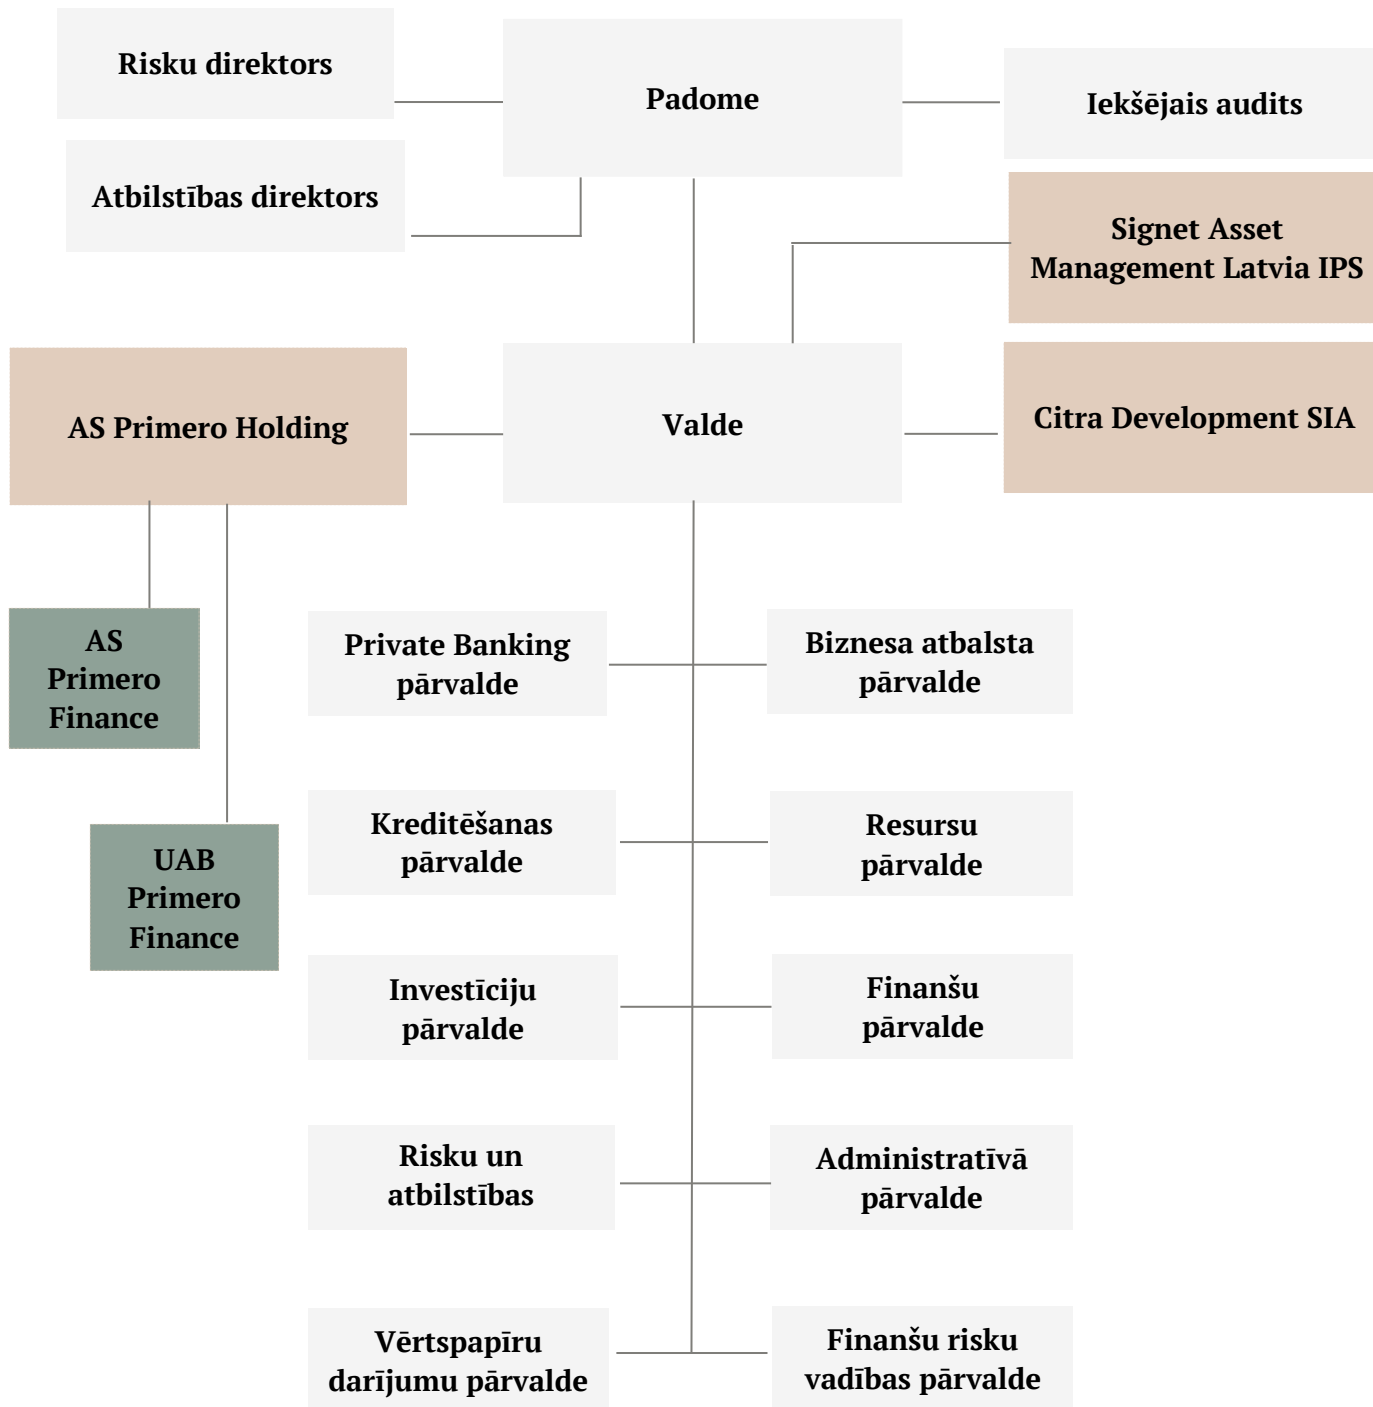 Risku direktors
Padome
Iekšējais audits
Atbilstības direktors
Signet Asset
Management Latvia IPS
AS Primero Holding
Valde
Citra Development SIA
AS
Primero
Finance
Private Banking
pārvalde
Biznesa atbalsta
pārvalde
UAB
Primero
Finance
Kreditēšanas
pārvalde
Resursu
pārvalde
Investīciju
pārvalde
Finanšu
pārvalde
Risku un
atbilstības
Administratīvā
pārvalde
Vērtspapīru
darījumu pārvalde
Finanšu risku
vadības pārvalde